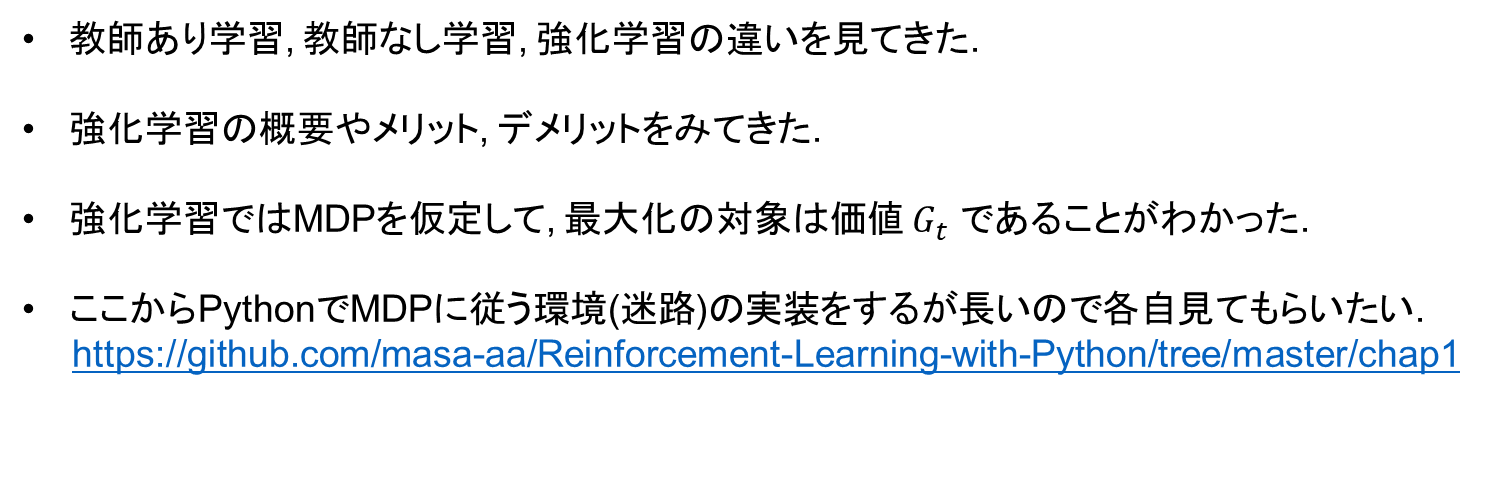 • 教師あり学習, 教師なし学習, 強化学習の違いを見てきた.
• 強化学習の概要やメリット, デメリットをみてきた.
• 強化学習ではMDPを仮定して, 最大化の対象は価値 $G_t$ であることがわかった.
• ここからPythonでMDPに従う環境(迷路)の実装をするが長いので各自見てもらいたい.
https://github.com/masa-aa/Reinforcement-Learning-with-Python/tree/master/chap1